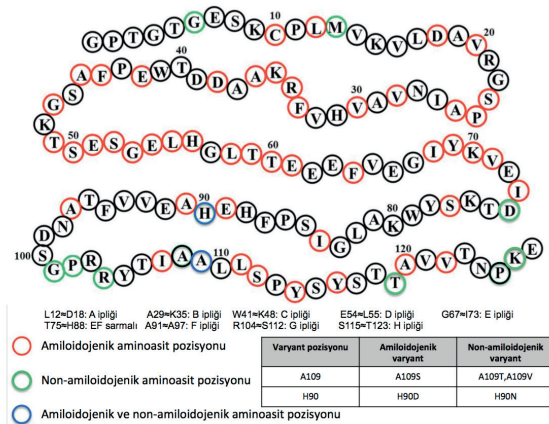 10 20
G P T G T G E S K C P L M V K V L D A V
R G
40 30
G S A F P E W T D D A A K R F V H V A V N I A P S
50 60 70
K T S E S G E L H G L T T E E E F V E G I Y K V E I
90 80
D N A T F V V E A H E H F P S I G L A K W Y S K T D
100 110 120
S G P R R Y T I A A L L S P Y S Y S T T A V V T N P K E
L12≈D18: A ipliği A29≈K35: B ipliği W41≈K48: C ipliği E54≈L55: D ipliği G67≈I73: E ipliği
T75≈H88: EF sarmalı A91≈A97: F ipliği R104≈S112: G ipliği S115≈T123: H ipliği
Amiloidojenik aminoasit pozisyonu
Non-amiloidojenik aminoasit pozisyonu
Amiloidojenik ve non-amiloidojenik aminoasit pozisyonu
Varyant pozisyonu Amiloidojenik varyant Non-amiloidojenik varyant
A109 A109S A109T,A109V
H90 H90D H90N